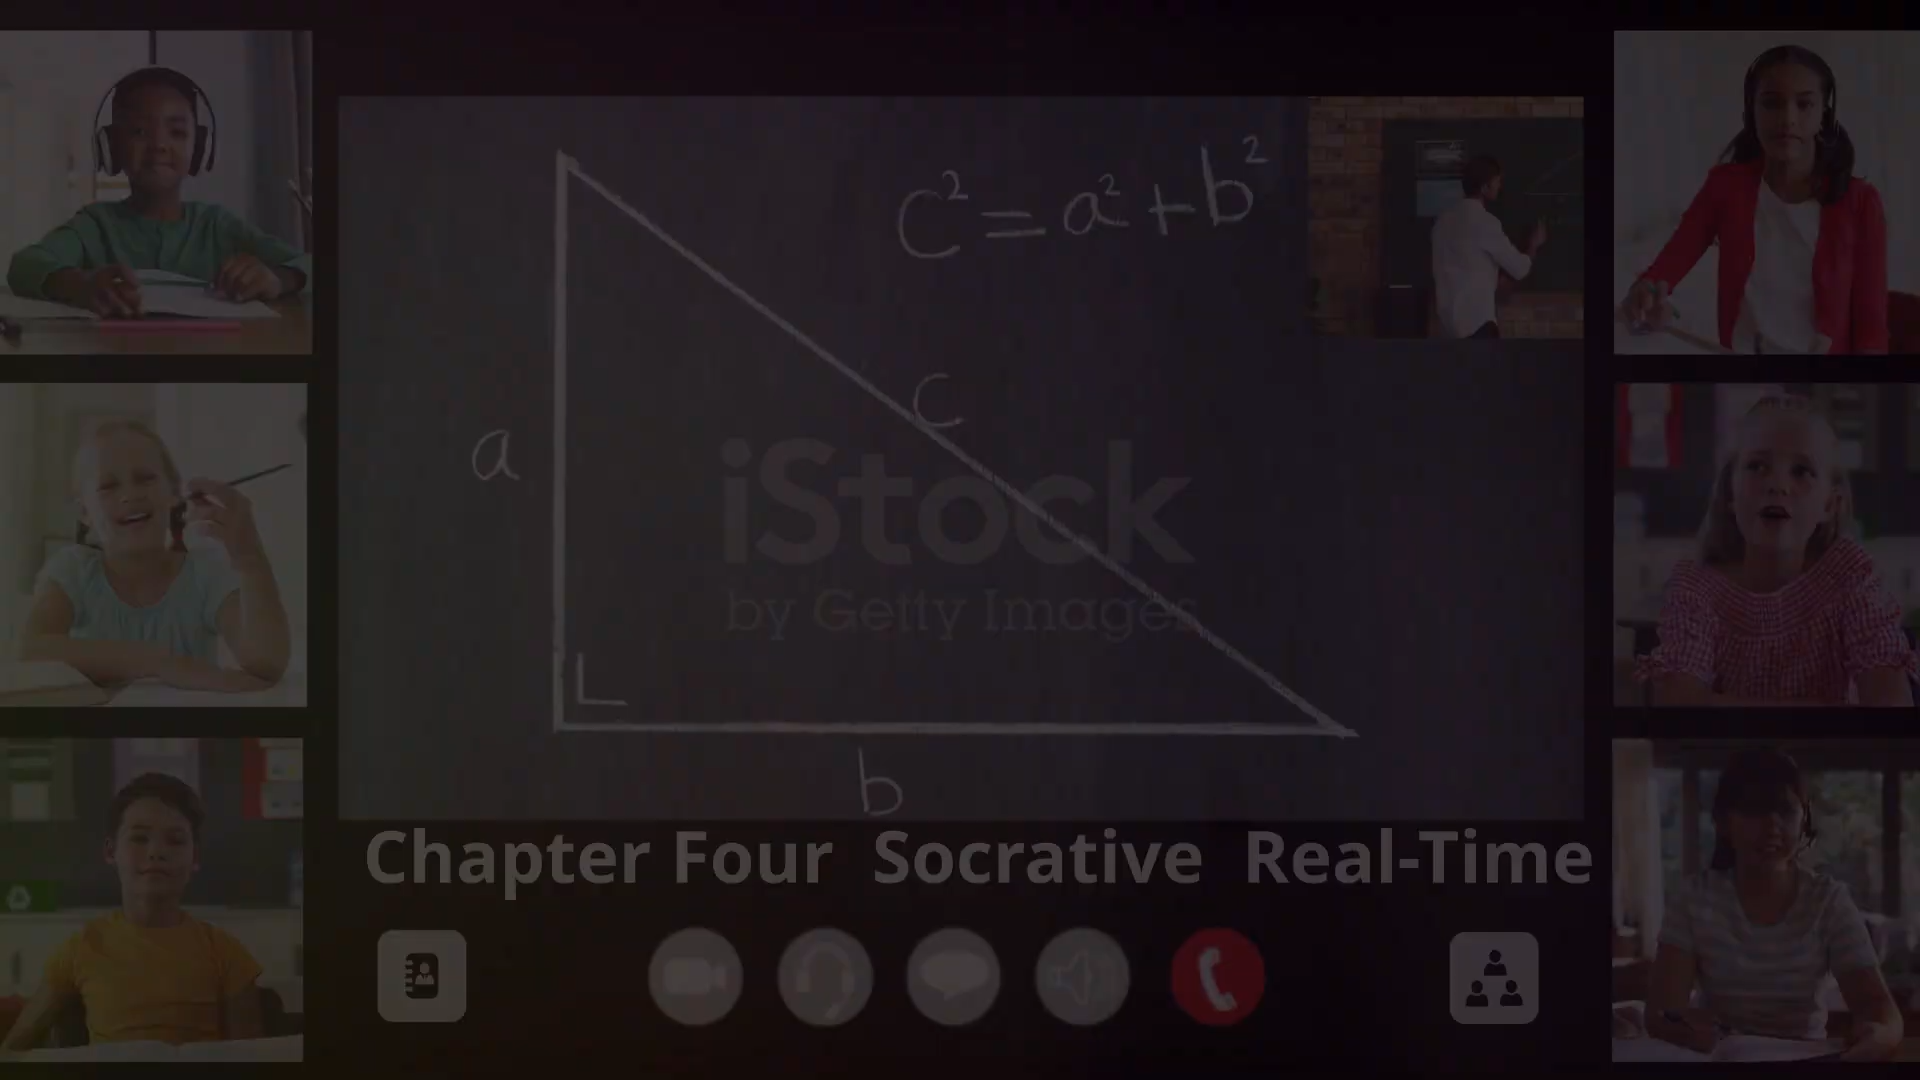 c² = a² + b²
c
a
iStock
by Getty Images
b
Chapter Four Socrative Real-Time